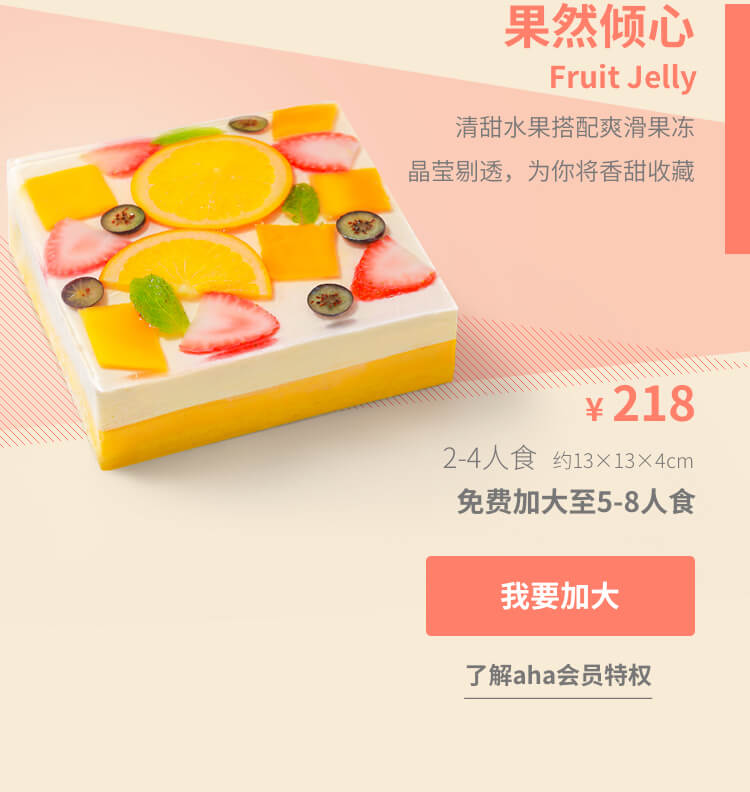 果然倾心
Fruit Jelly
清甜水果搭配爽滑果冻
晶莹剔透，为你将香甜收藏
¥ 218
2-4人食 约13×13×4cm
免费加大至5-8人食
我要加大
了解aha会员特权